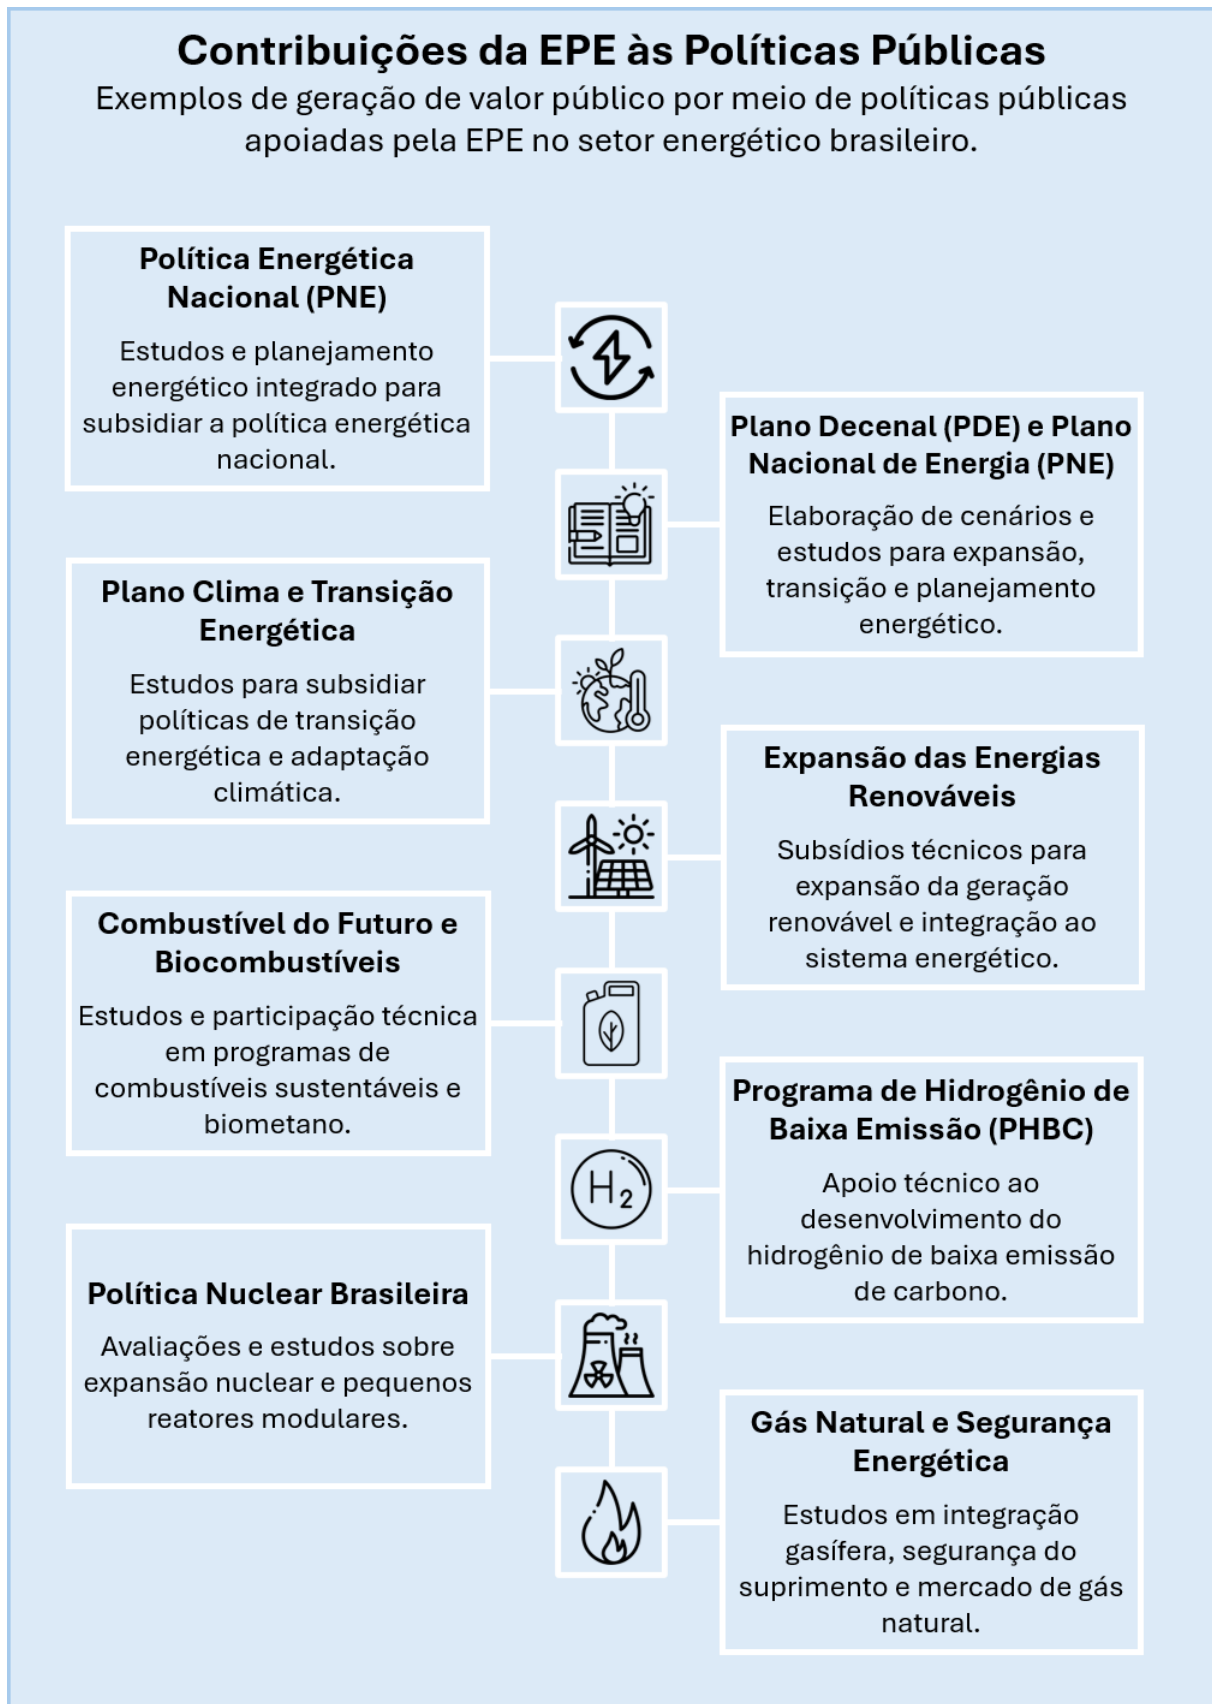 Contribuições da EPE às Políticas Públicas
Exemplos de geração de valor público por meio de políticas públicas
apoiadas pela EPE no setor energético brasileiro.
Política Energética
Nacional (PNE)
Estudos e planejamento
energético integrado para
subsidiar a política energética
nacional.
Plano Decenal (PDE) e Plano
Nacional de Energia (PNE)
Elaboração de cenários e
estudos para expansão,
transição e planejamento
energético.
Plano Clima e Transição
Energética
Estudos para subsidiar
políticas de transição
energética e adaptação
climática.
Expansão das Energias
Renováveis
Subsídios técnicos para
expansão da geração
renovável e integração ao
sistema energético.
Combustível do Futuro e
Biocombustíveis
Estudos e participação técnica
em programas de
combustíveis sustentáveis e
biometano.
Programa de Hidrogênio de
Baixa Emissão (PHBC)
Apoio técnico ao
desenvolvimento do
hidrogênio de baixa emissão
de carbono.
H2
Política Nuclear Brasileira
Avaliações e estudos sobre
expansão nuclear e pequenos
reatores modulares.
Gás Natural e Segurança
Energética
Estudos em integração
gasífera, segurança do
suprimento e mercado de gás
natural.